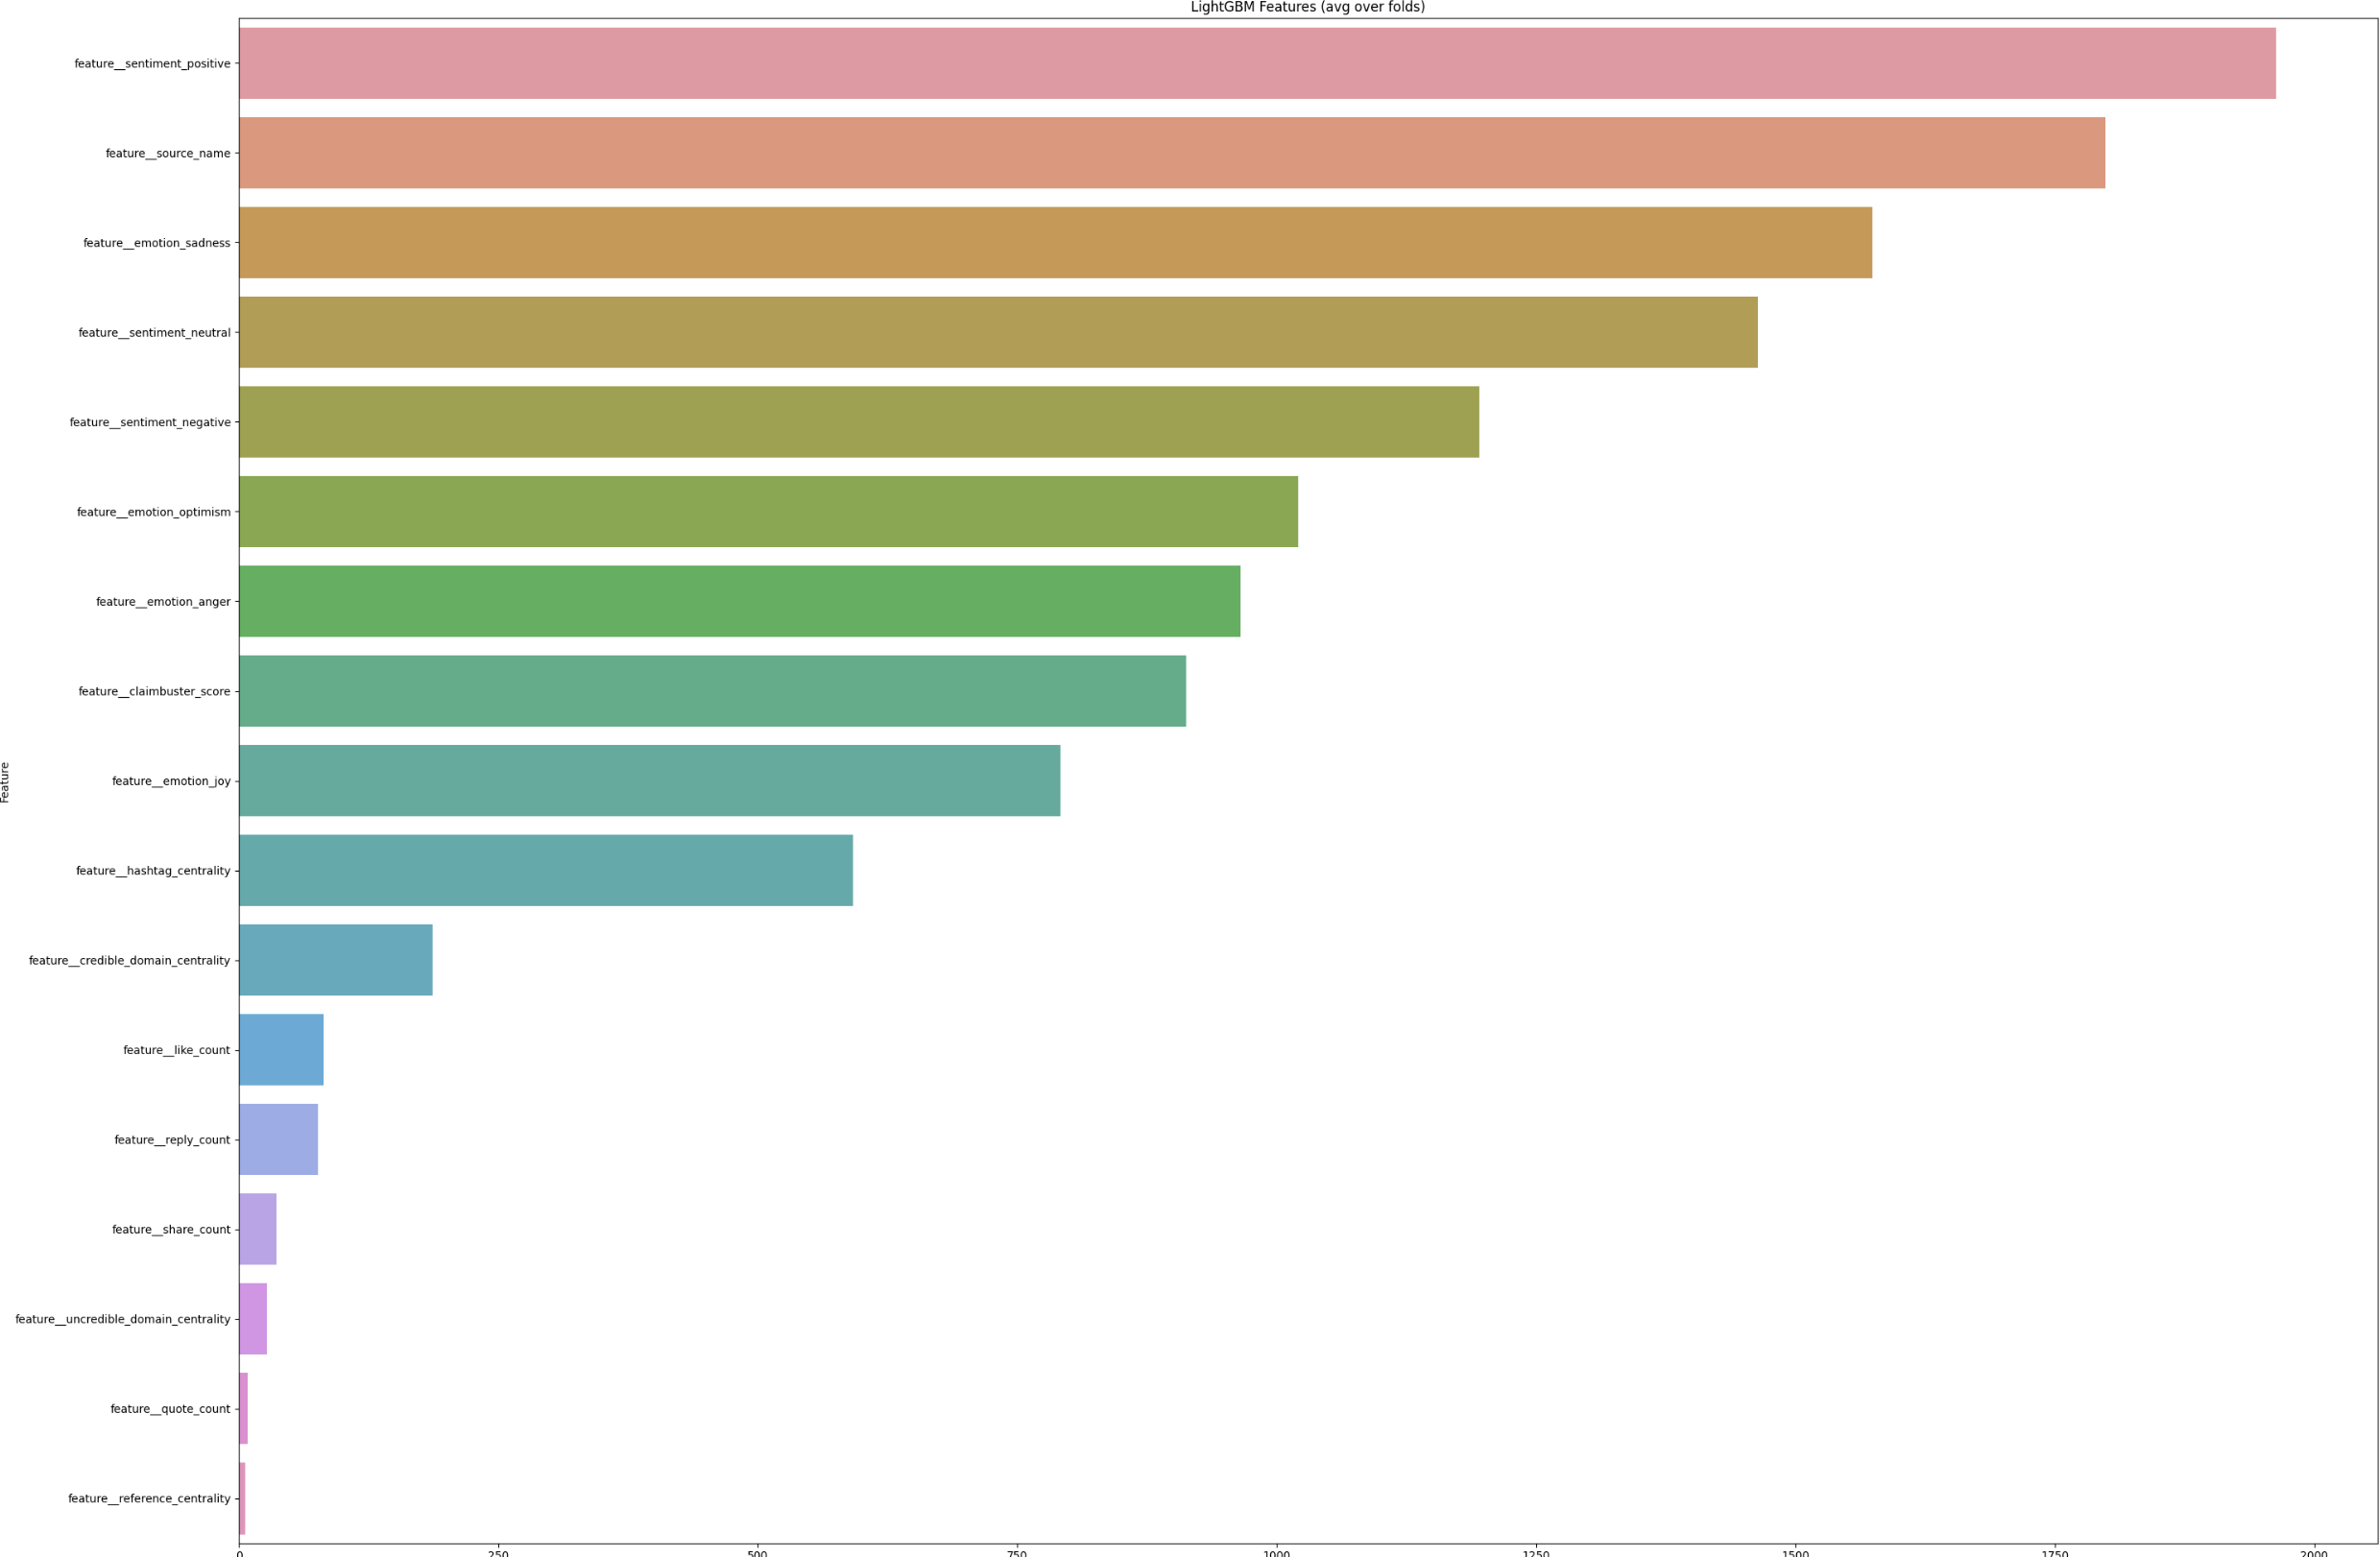 LightGBM Features (avg over folds)
feature__sentiment_positive
feature__source_name
feature__emotion_sadness
feature__sentiment_neutral
feature__sentiment_negative
feature__emotion_optimism
feature__emotion_anger
feature__claimbuster_score
feature__emotion_joy
feature__hashtag_centrality
feature__credible_domain_centrality
feature__like_count
feature__reply_count
feature__share_count
feature__uncredible_domain_centrality
feature__quote_count
feature__reference_centrality
Feature
0 250 500 750 1000 1250 1500 1750 2000